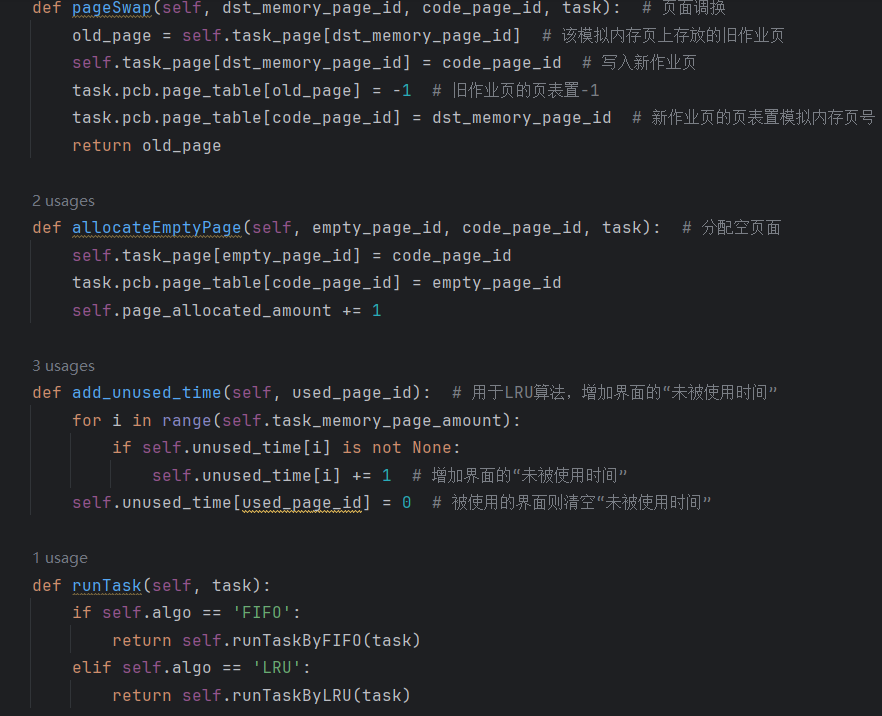 def pageSwap(self, dst_memory_page_id, code_page_id, task):  # 页面调换
    old_page = self.task_page[dst_memory_page_id]  # 该模拟内存页上存放的旧作业页
    self.task_page[dst_memory_page_id] = code_page_id  # 写入新作业页
    task.pcb.page_table[old_page] = -1  # 旧作业页的页表置-1
    task.pcb.page_table[code_page_id] = dst_memory_page_id  # 新作业页的页表置模拟内存页号
    return old_page
2 usages
def allocateEmptyPage(self, empty_page_id, code_page_id, task):  # 分配空页面
    self.task_page[empty_page_id] = code_page_id
    task.pcb.page_table[code_page_id] = empty_page_id
    self.page_allocated_amount += 1
3 usages
def add_unused_time(self, used_page_id):  # 用于LRU算法，增加界面的“未被使用时间”
    for i in range(self.task_memory_page_amount):
        if self.unused_time[i] is not None:
            self.unused_time[i] += 1  # 增加界面的“未被使用时间”
    self.unused_time[used_page_id] = 0  # 被使用的界面则清空“未被使用时间”
1 usage
def runTask(self, task):
    if self.algo == 'FIFO':
        return self.runTaskByFIFO(task)
    elif self.algo == 'LRU':
        return self.runTaskByLRU(task)